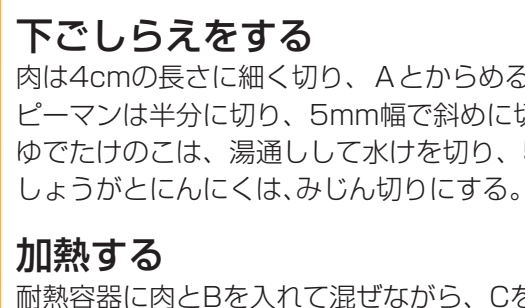 下ごしらえをする
肉は4cmの長さに細く切り、Aとからめる
ピーマンは半分に切り、5mm幅で斜めに切
ゆでたけのこは、湯通しして水けを切り、
しょうがとにんにくは、みじん切りにする。
加熱する
耐熱容器に肉とBを入れて混ぜながら、Cを